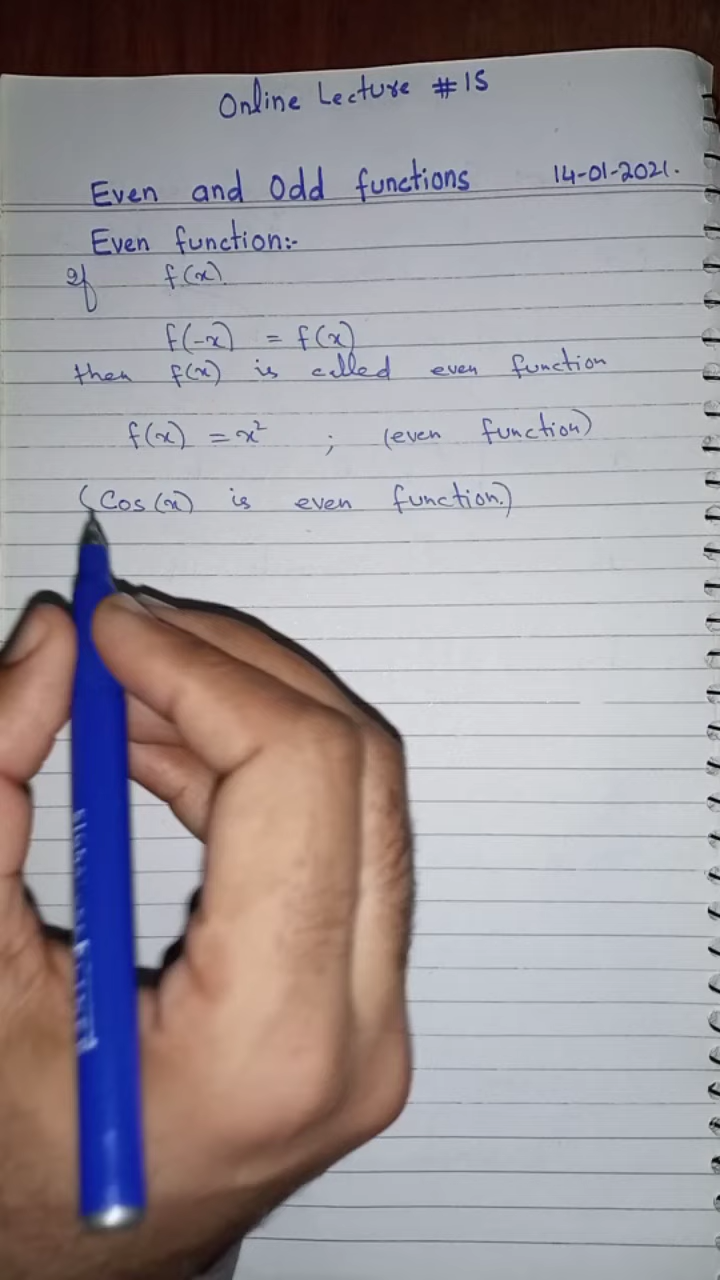 Online Lecture #15
Even and Odd functions 14-01-2021.
Even function:-
If f(x)
f(-x) = f(x)
then f(x) is called even function
f(x) = x² ; (even function)
(Cos(x) is even function.)